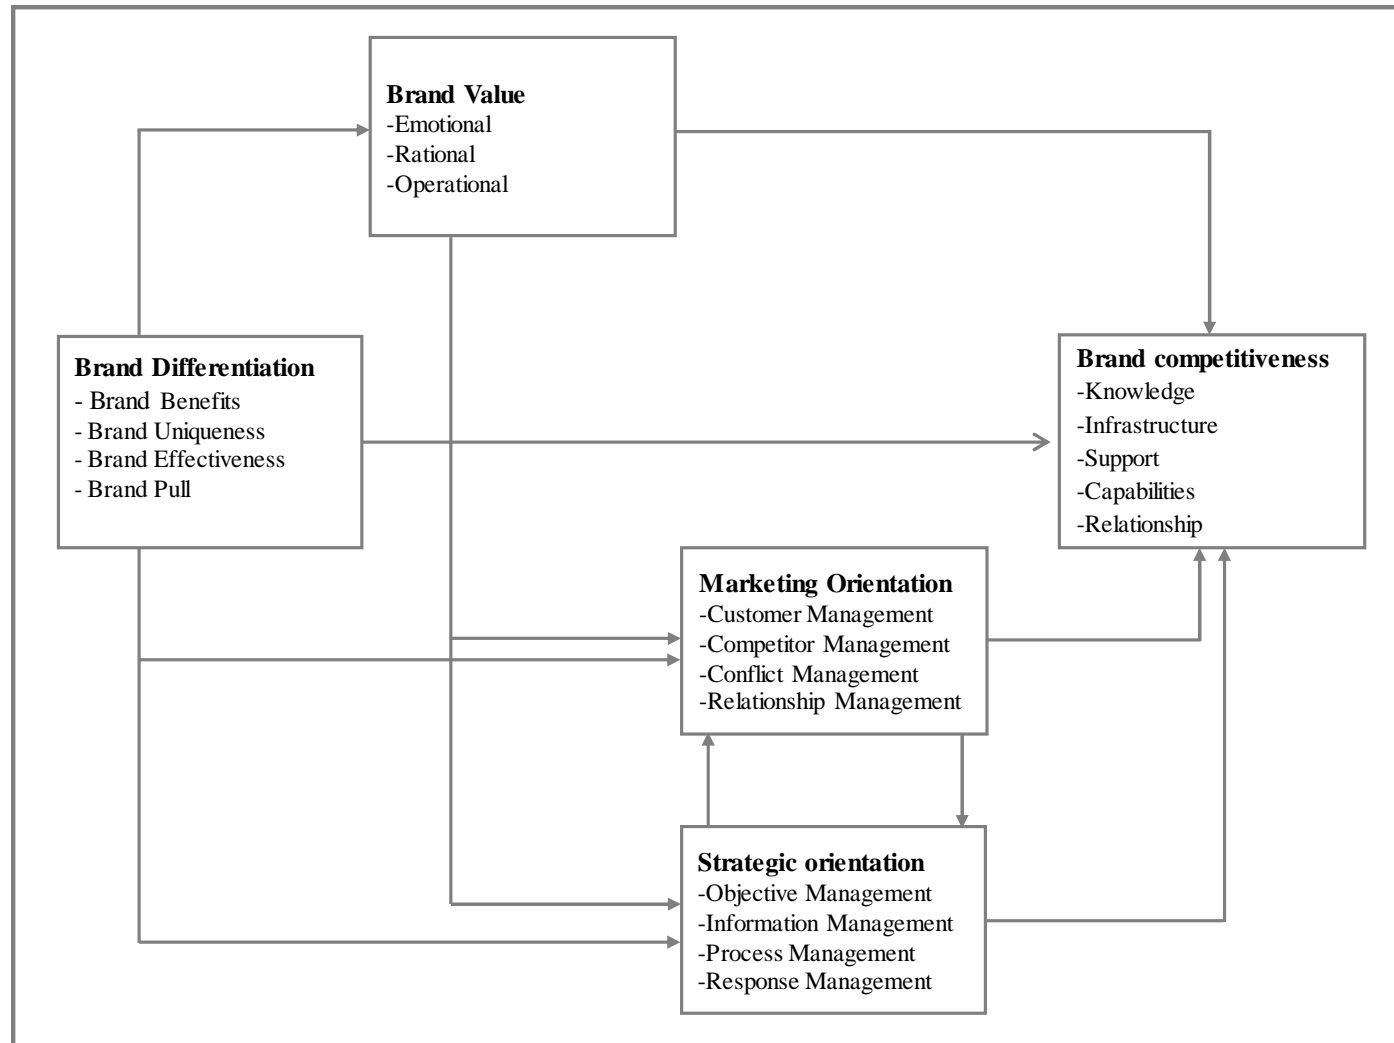 Brand Value
-Emotional
-Rational
-Operational
Brand Differentiation
- Brand Benefits
- Brand Uniqueness
- Brand Effectiveness
- Brand Pull
Brand competitiveness
-Knowledge
-Infrastructure
-Support
-Capabilities
-Relationship
Marketing Orientation
-Customer Management
-Competitor Management
-Conflict Management
-Relationship Management
Strategic orientation
-Objective Management
-Information Management
-Process Management
-Response Management